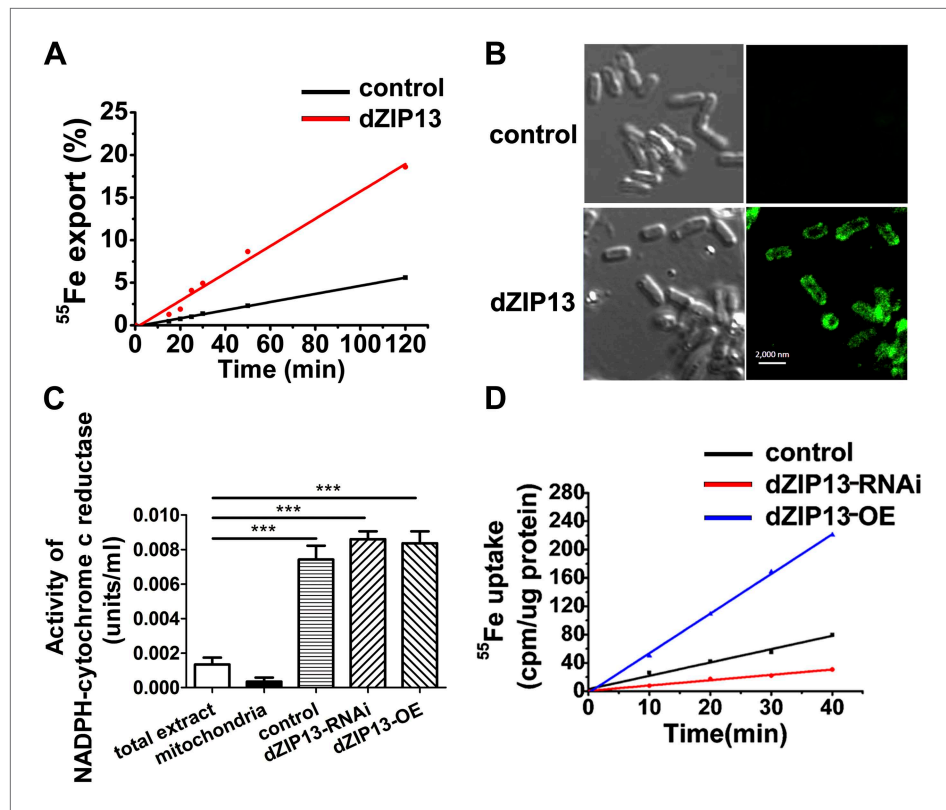 A
control
dZIP13
25
20
15
10
5
0
⁵⁵Fe export (%)
0 20 40 60 80 100 120
Time (min)
B
control
dZIP13
2,000 nm
C
***
***
***
Activity of
NADPH-cytochrome c reductase
(units/ml)
0.010
0.008
0.006
0.004
0.002
0.000
total extract
mitochondria
control
dZIP13-RNAi
dZIP13-OE
D
control
dZIP13-RNAi
dZIP13-OE
280
240
200
160
120
80
40
0
⁵⁵Fe uptake
(cpm/ug protein)
0 10 20 30 40
Time(min)